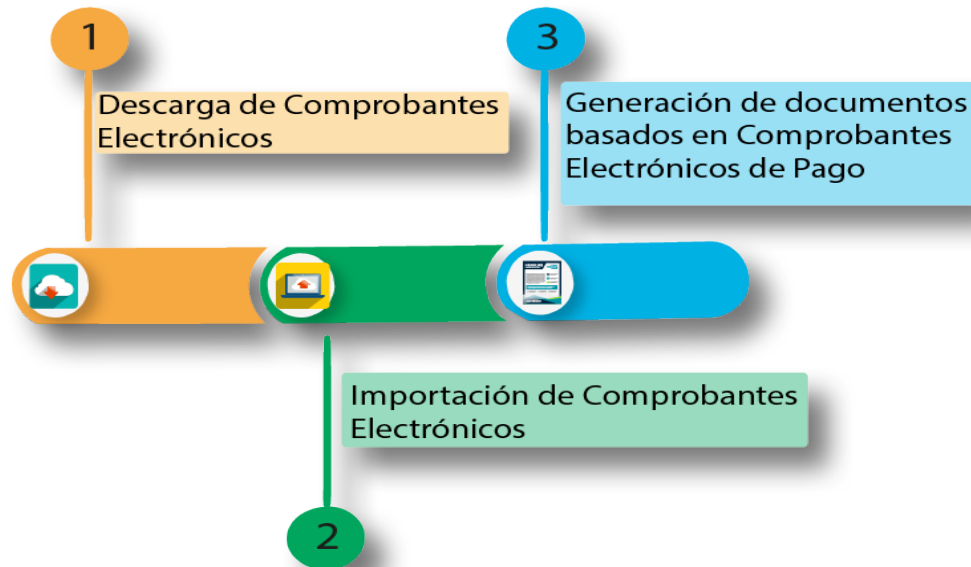 1
Descarga de Comprobantes
Electrónicos
2
Importación de Comprobantes
Electrónicos
3
Generación de documentos
basados en Comprobantes
Electrónicos de Pago